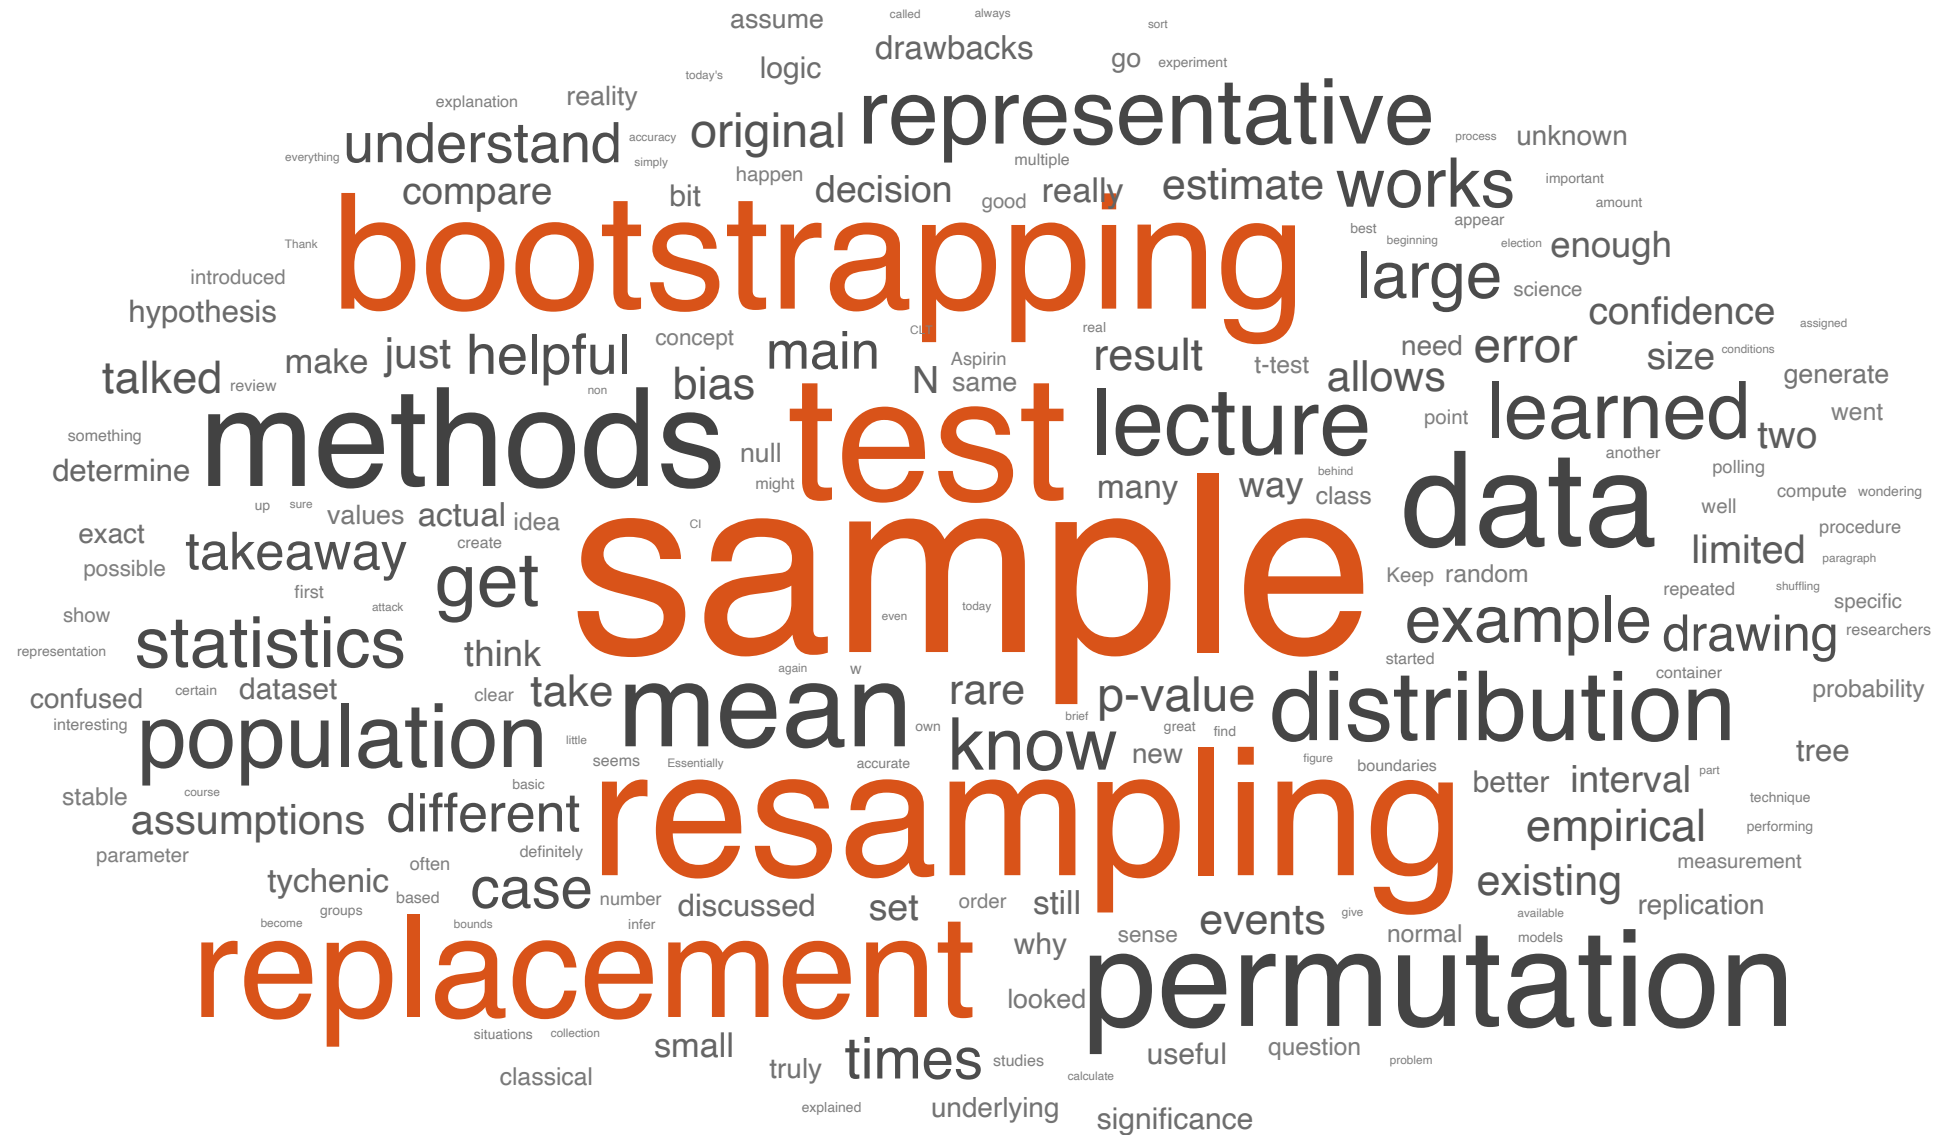 assume called always sort
drawbacks
today's logic go experiment
explanation reality representative
understand accuracy original process unknown
everything simply multiple
compare bit happen decision good really estimate works important
amount
bootstrapping
Thank best beginning appear election enough
introduced large science
hypothesis confidence assigned
talked review make just helpful concept main CLT real result t-test allows need error size conditions generate
non bias N Aspirin same
methods test lecture point learned two went
something null another
determine might many way behind class data polling
up sure values actual idea CI sample well compute wondering
exact takeaway create limited procedure
possible get Keep random paragraph
first attack even today repeated shuffling specific
show statistics think example drawing researchers
representation again w started
confused certain dataset clear take mean rare p-value distribution container probability
interesting population own brief
little know new great find tree
seems Essentially accurate figure boundaries
stable course basic resampling better interval part technique
assumptions different empirical performing
parameter often definitely measurement
tychenic based case number discussed set order still existing replication
become groups bounds infer events give available
replacement why sense normal models
looked permutation
situations collection small times studies useful question problem
classical truly calculate
explained underlying significance